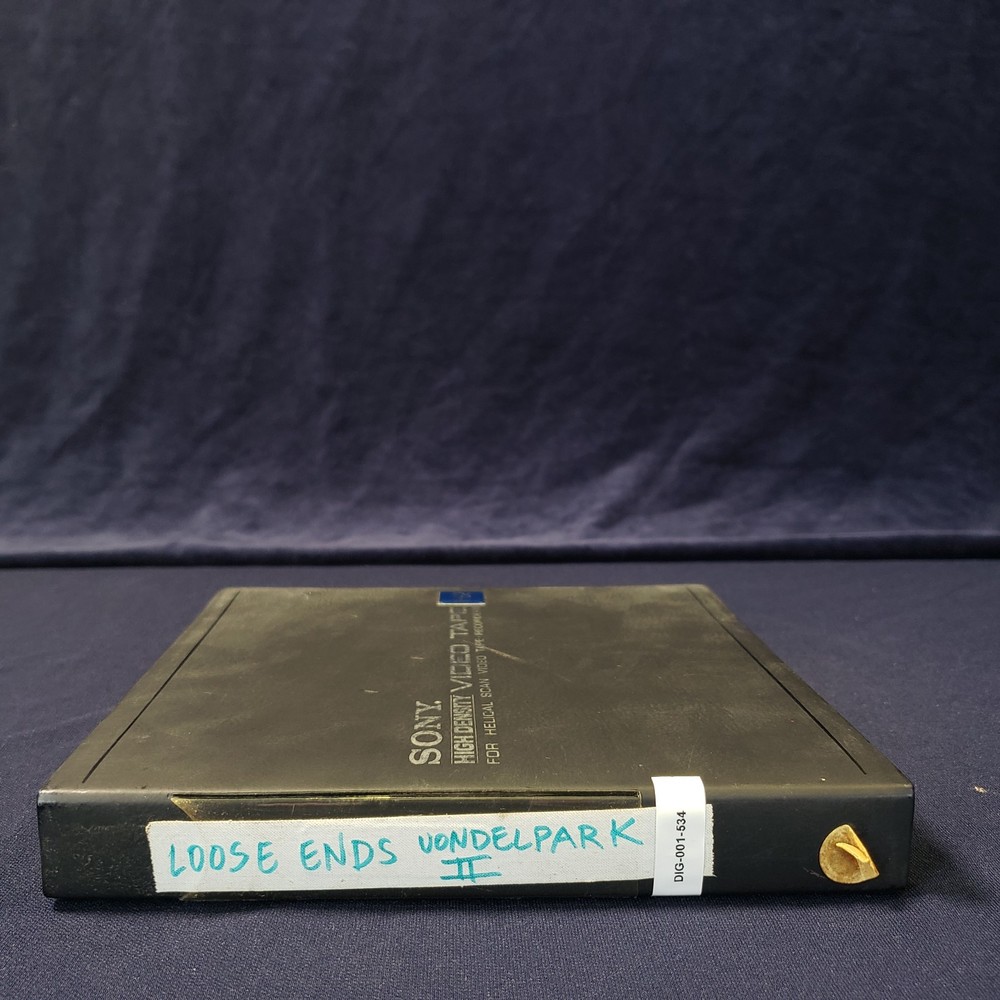 SONY
HIGH DENSITY VIDEO TAPE
FOR HELICAL SCAN VIDEO TAPE RECORDER
LOOSE ENDS VONDELPARK
II
DIG-001-534